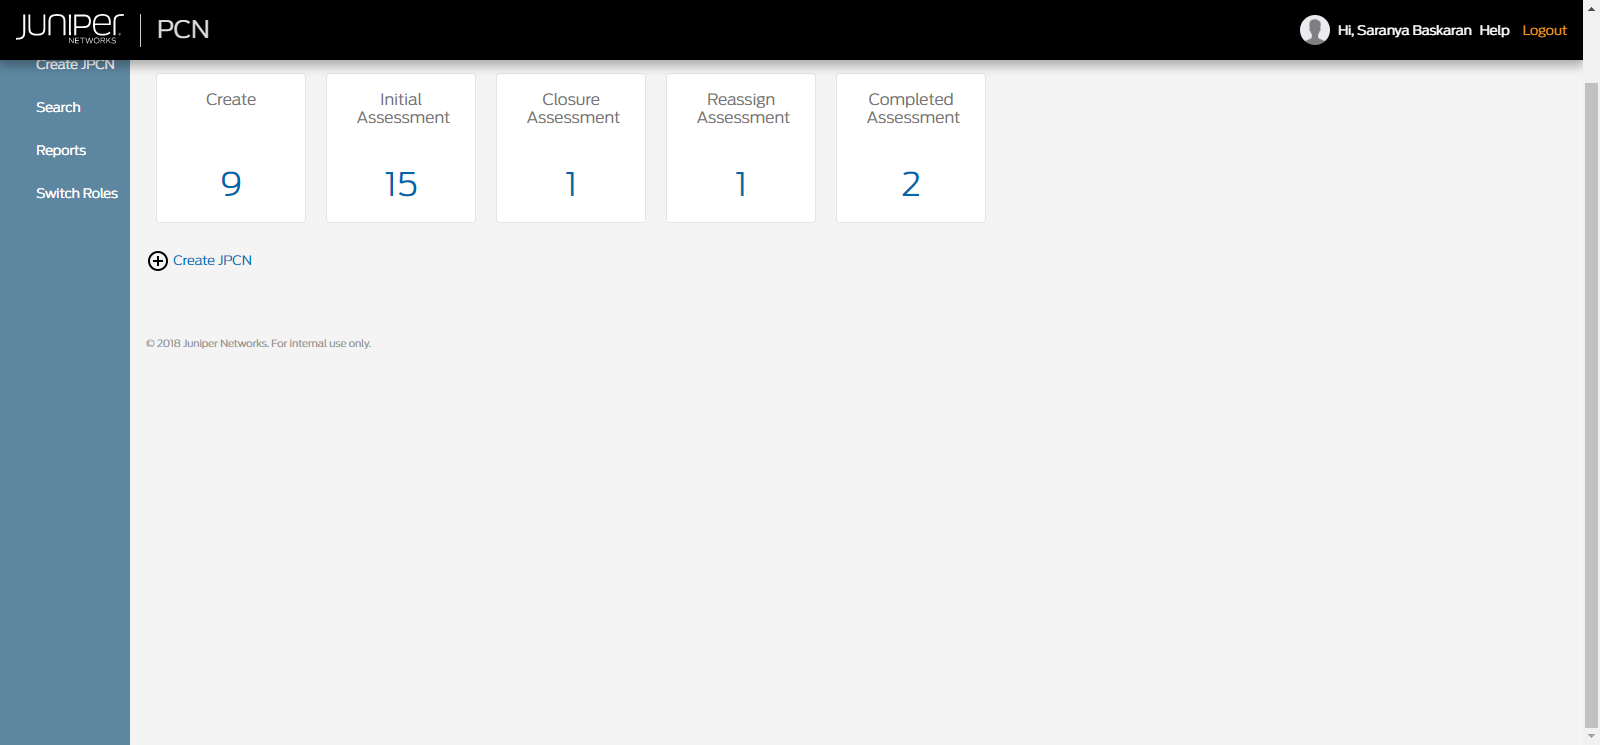 JUNIPER
NETWORKS
PCN
Hi, Saranya Baskaran Help Logout
Create JPCN
Search
Reports
Switch Roles
Create
9
Initial
Assessment
15
Closure
Assessment
1
Reassign
Assessment
1
Completed
Assessment
2
Create JPCN
© 2018 Juniper Networks. For internal use only.